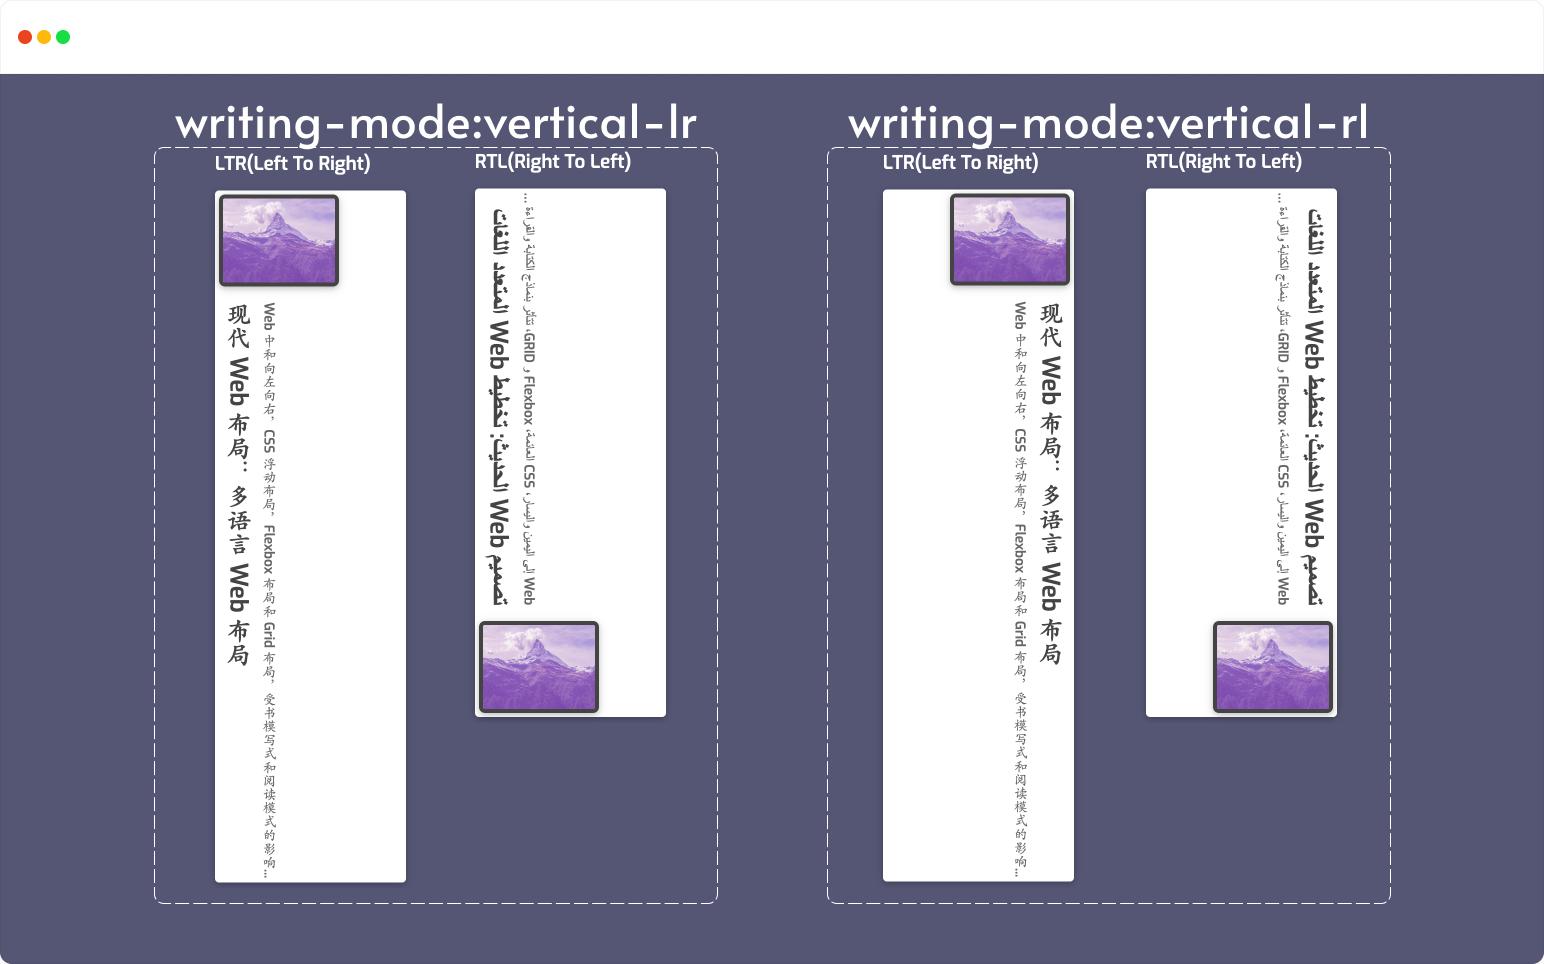 writing-mode:vertical-lr
LTR(Left To Right)
现代 Web 布局：多语言 Web 布局
Web 中和向左向右，CSS 浮动布局，Flexbox 布局和 Grid 布局，受书模写式和阅读模式的影响...
RTL(Right To Left)
تصميم Web الحديث: تخطيط Web المتعدد اللغات
Web إلى اليمين واليسار، CSS العائمة، Flexbox و GRID، تتأثر بنماذج الكتابة والقراءة ...
writing-mode:vertical-rl
LTR(Left To Right)
现代 Web 布局：多语言 Web 布局
Web 中和向左向右，CSS 浮动布局，Flexbox 布局和 Grid 布局，受书模写式和阅读模式的影响...
RTL(Right To Left)
تصميم Web الحديث: تخطيط Web المتعدد اللغات
Web إلى اليمين واليسار، CSS العائمة، Flexbox و GRID، تتأثر بنماذج الكتابة والقراءة ...